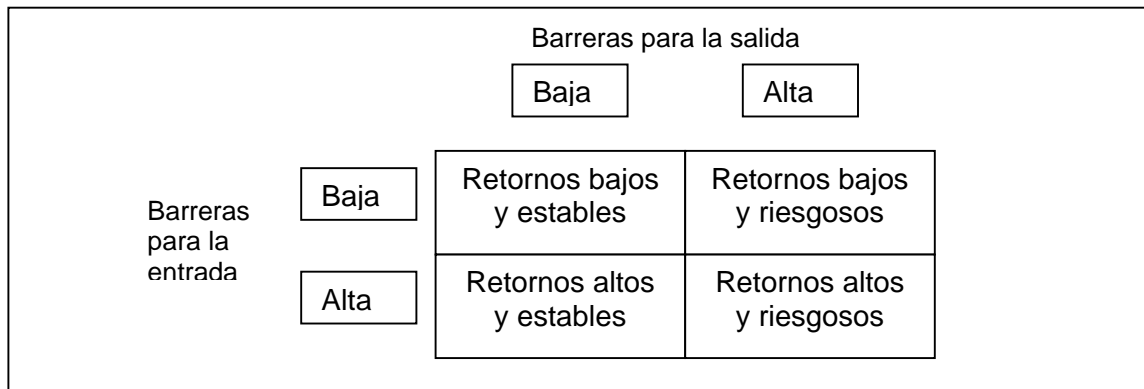 Barreras para la salida
Baja
Alta
Barreras
para la
entrada
Baja
Retornos bajos
y estables
Retornos bajos
y riesgosos
Alta
Retornos altos
y estables
Retornos altos
y riesgosos